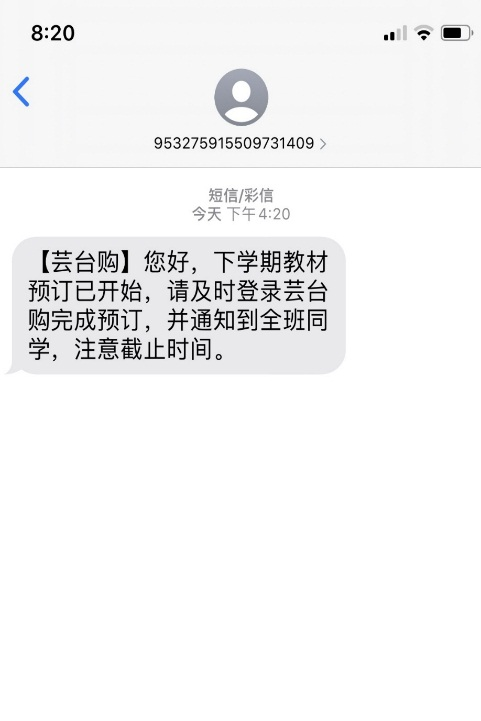 8:20
953275915509731409
短信/彩信
今天 下午4:20
【芸台购】您好，下学期教材
预订已开始，请及时登录芸台
购完成预订，并通知到全班同
学，注意截止时间。